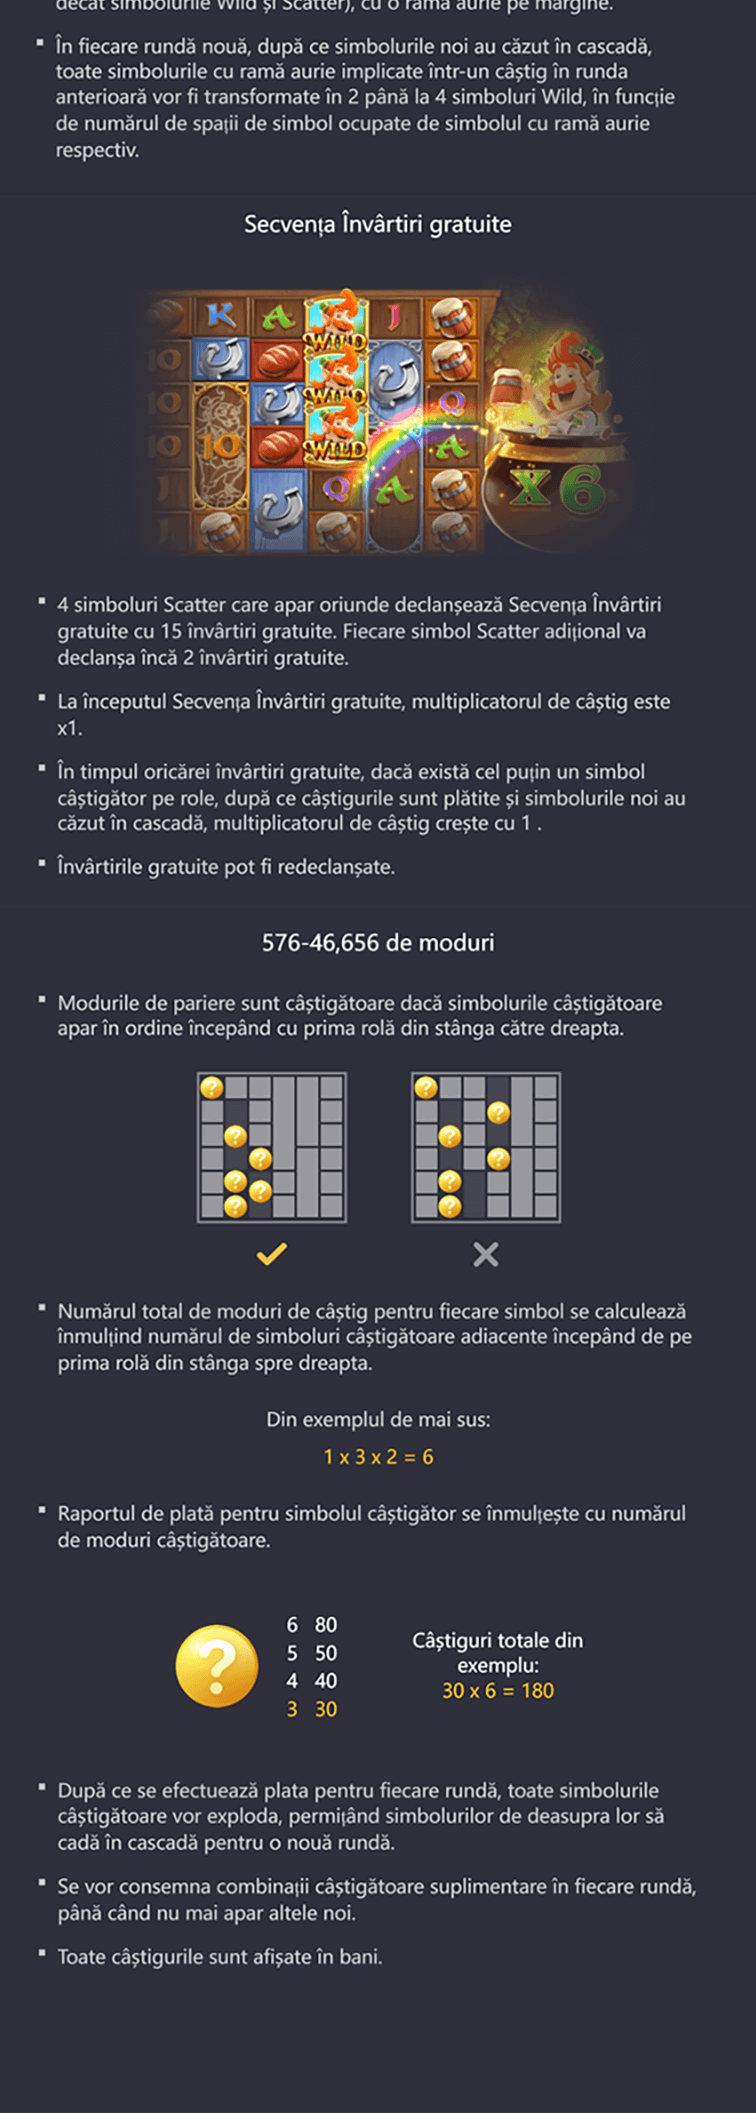 decât simbolurile Wild și Scatter), cu o ramă aurie pe margine.
▪ În fiecare rundă nouă, după ce simbolurile noi au căzut în cascadă,
toate simbolurile cu ramă aurie implicate într-un câștig în runda
anterioară vor fi transformate în 2 până la 4 simboluri Wild, în funcție
de numărul de spații de simbol ocupate de simbolul cu ramă aurie
respectiv.
Secvența Învârtiri gratuite
K A J
WILD
10
WILD
10 Q
10 10 WILD A
J Q A
x6
▪ 4 simboluri Scatter care apar oriunde declanșează Secvența Învârtiri
gratuite cu 15 învârtiri gratuite. Fiecare simbol Scatter adițional va
declanșa încă 2 învârtiri gratuite.
▪ La începutul Secvența Învârtiri gratuite, multiplicatorul de câștig este
x1.
▪ În timpul oricărei învârtiri gratuite, dacă există cel puțin un simbol
câștigător pe role, după ce câștigurile sunt plătite și simbolurile noi au
căzut în cascadă, multiplicatorul de câștig crește cu 1 .
▪ Învârtirile gratuite pot fi redeclanșate.
576-46,656 de moduri
▪ Modurile de pariere sunt câștigătoare dacă simbolurile câștigătoare
apar în ordine începând cu prima rolă din stânga către dreapta.
? ?
?
? ?
? ?
? ? ?
? ?
▪ Numărul total de moduri de câștig pentru fiecare simbol se calculează
înmulțind numărul de simboluri câștigătoare adiacente începând de pe
prima rolă din stânga spre dreapta.
Din exemplul de mai sus:
1 x 3 x 2 = 6
▪ Raportul de plată pentru simbolul câștigător se înmulțește cu numărul
de moduri câștigătoare.
?
6 80
5 50
4 40
3 30
Câștiguri totale din
exemplu:
30 x 6 = 180
▪ După ce se efectuează plata pentru fiecare rundă, toate simbolurile
câștigătoare vor exploda, permițând simbolurilor de deasupra lor să
cadă în cascadă pentru o nouă rundă.
▪ Se vor consemna combinații câștigătoare suplimentare în fiecare rundă,
până când nu mai apar altele noi.
▪ Toate câștigurile sunt afișate în bani.